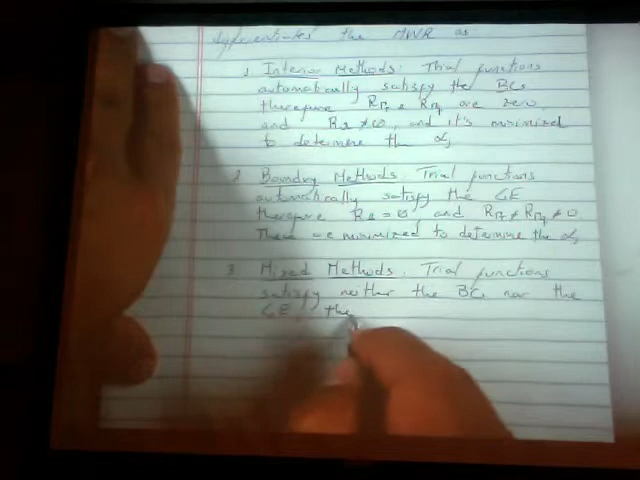 differentiates the MWR as
1 Interior Methods. Trial functions
automatically satisfy the BCs
therefore RΓ₁ & RΓ₂ are zero,
and RΩ ≠ 0, and it's minimized
to determine the αⱼ
2 Boundry Methods. Trial functions
automatically satisfy the GE
therefore RΩ = 0, and RΓ₁ ≠ RΓ₂ ≠ 0
These are minimized to determine the αⱼ
3 Mixed Methods. Trial functions
satisfy neither the BCs nor the
GE, the